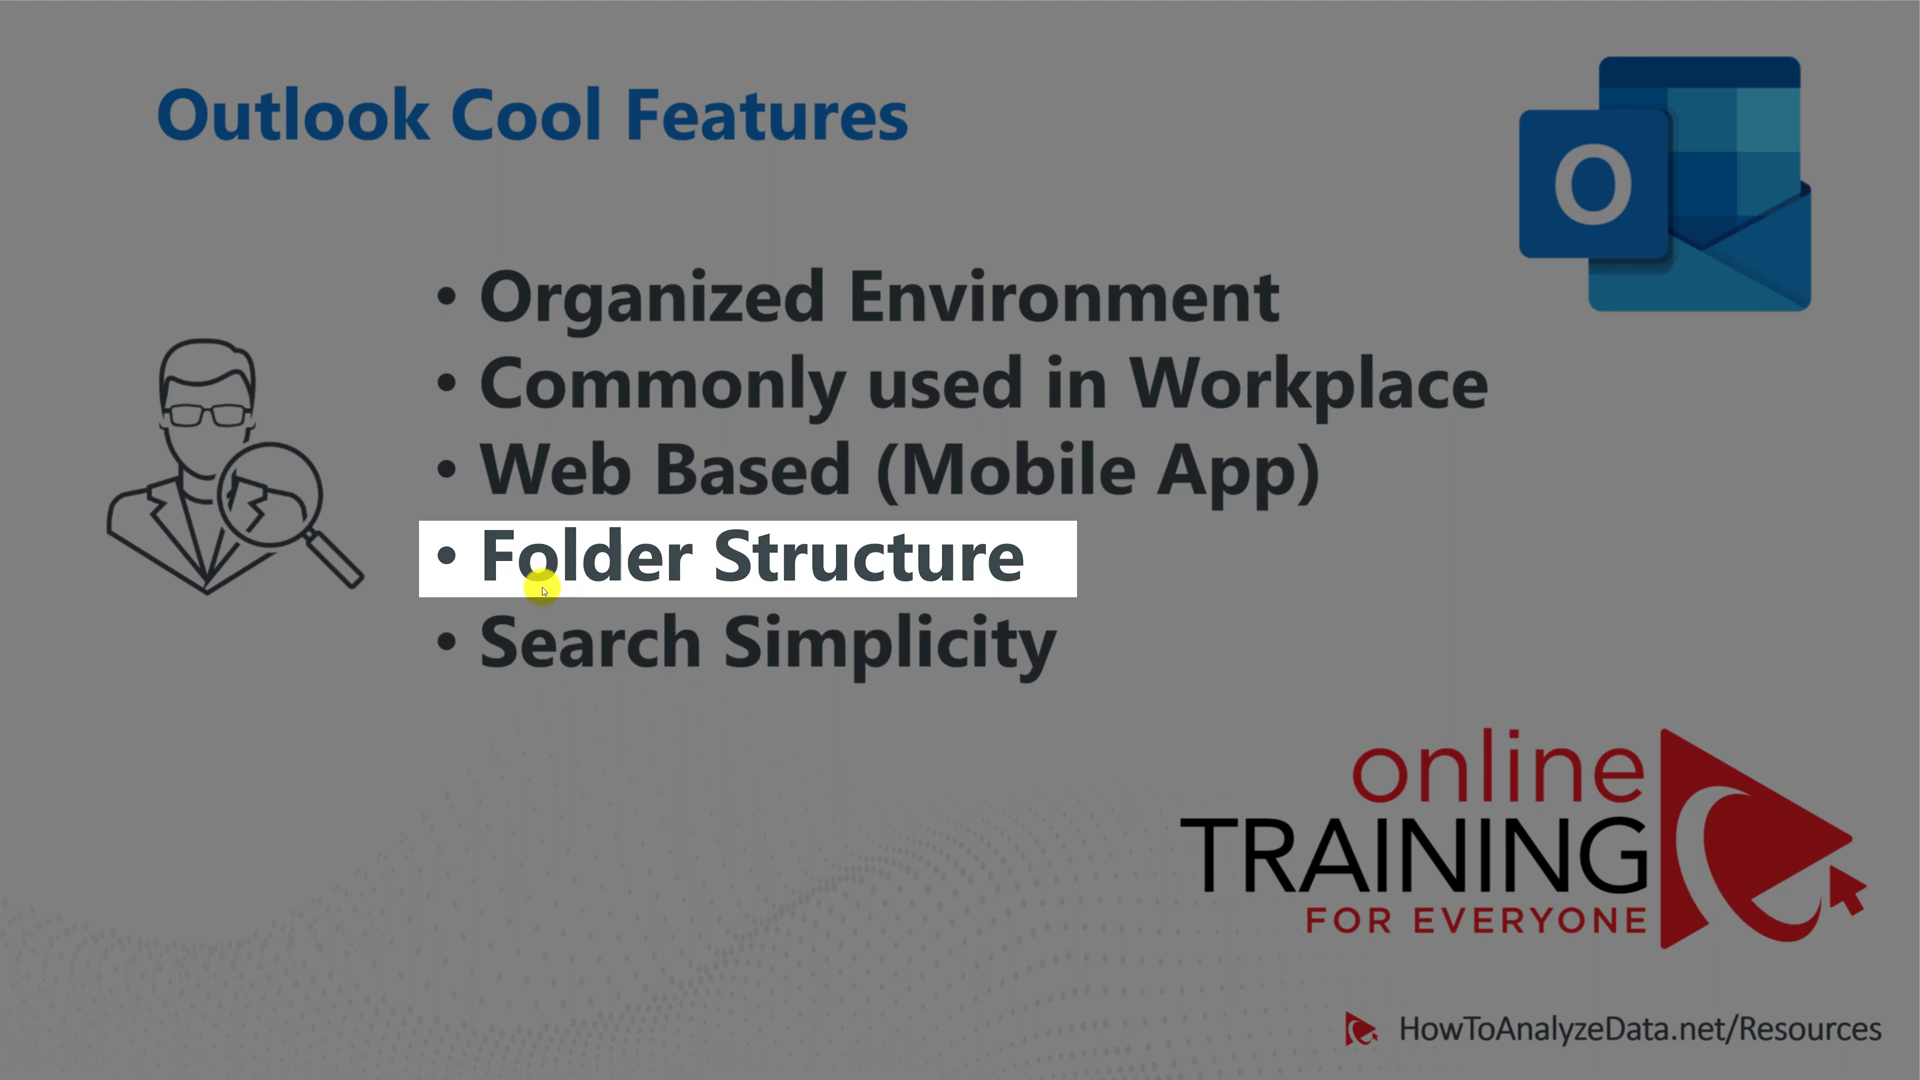 Outlook Cool Features
O
• Organized Environment
• Commonly used in Workplace
• Web Based (Mobile App)
• Folder Structure
• Search Simplicity
online
TRAINING
FOR EVERYONE
HowToAnalyzeData.net/Resources